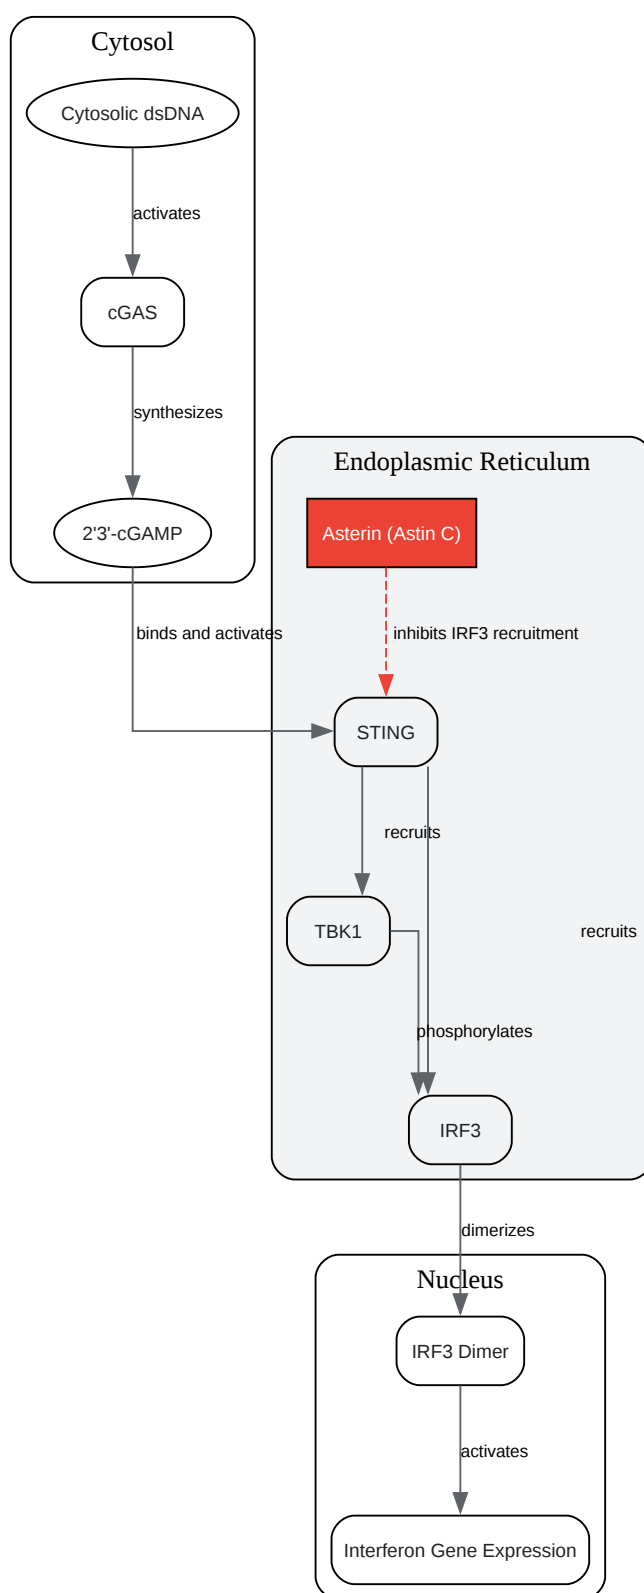 Cytosol
Cytosolic dsDNA
activates
cGAS
synthesizes
2'3'-cGAMP
binds and activates
Endoplasmic Reticulum
Asterin (Astin C)
inhibits IRF3 recruitment
STING
recruits
TBK1
recruits
phosphorylates
IRF3
dimerizes
Nucleus
IRF3 Dimer
activates
Interferon Gene Expression